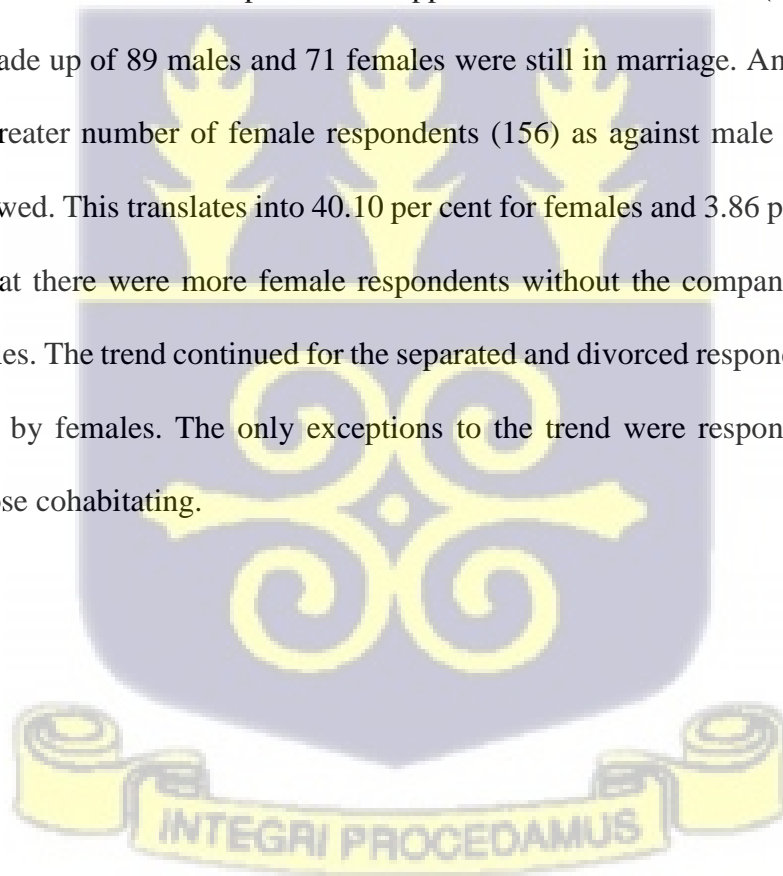 ade up of 89 males and 71 females were still in marriage. An
reater number of female respondents (156) as against male
wed. This translates into 40.10 per cent for females and 3.86 p
at there were more female respondents without the compan
les. The trend continued for the separated and divorced respon
by females. The only exceptions to the trend were respon
se cohabitating.
INTEGRI PROCEDAMUS